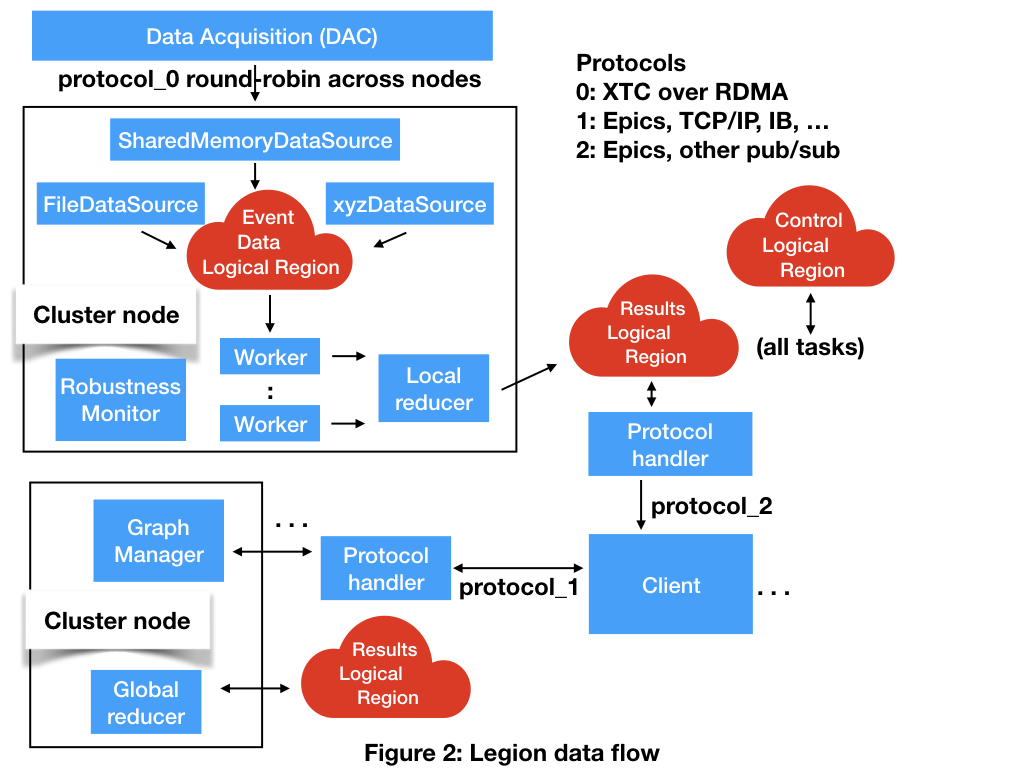 Data Acquisition (DAC)
protocol_0 round-robin across nodes
Protocols
0: XTC over RDMA
1: Epics, TCP/IP, IB, …
2: Epics, other pub/sub
SharedMemoryDataSource
FileDataSource
xyzDataSource
Event
Data
Logical Region
Control
Logical
Region
(all tasks)
Cluster node
Robustness
Monitor
Worker
:
Worker
Local
reducer
Results
Logical
Region
Protocol
handler
protocol_2
Graph
Manager
. . .
Protocol
handler
protocol_1
Client
. . .
Cluster node
Global
reducer
Results
Logical
Region
Figure 2: Legion data flow